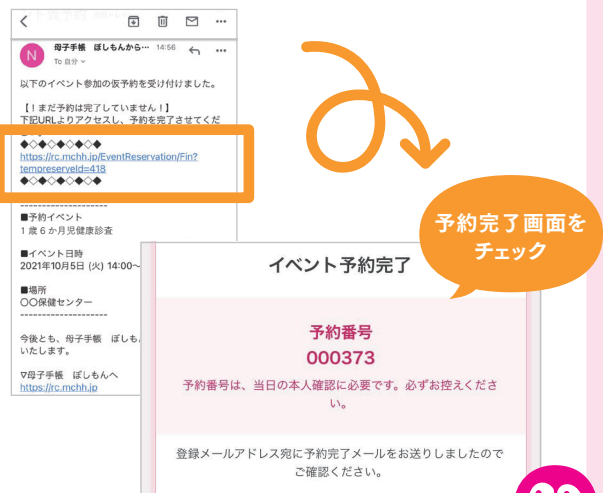 N
母子手帳 ぼしもんから… 14:56
To 自分
以下のイベント参加の仮予約を受け付けました。
【！まだ予約は完了していません！】
下記URLよりアクセスし、予約を完了させてくだ
◆◇◆◇◆◇◆◇◆
https://rc.mchh.jp/EventReservation/Fin?
tempreserveId=418
◆◇◆◇◆◇◆◇◆
--------------------
■予約イベント
1歳6か月児健康診査
■イベント日時
2021年10月5日 (火) 14:00〜
■場所
〇〇保健センター
--------------------
今後とも、母子手帳 ぼしも
いたします。
▽母子手帳 ぼしもんへ
https://rc.mchh.jp
予約完了画面を
チェック
イベント予約完了
予約番号
000373
予約番号は、当日の本人確認に必要です。必ずお控えくださ
い。
登録メールアドレス宛に予約完了メールをお送りしましたので
ご確認ください。